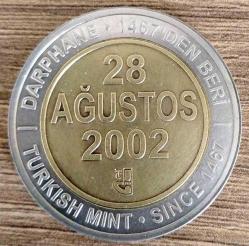 DARPHANE · 1467'DEN BERİ
28
AĞUSTOS
2002
TURKISH MINT · SINCE 1467